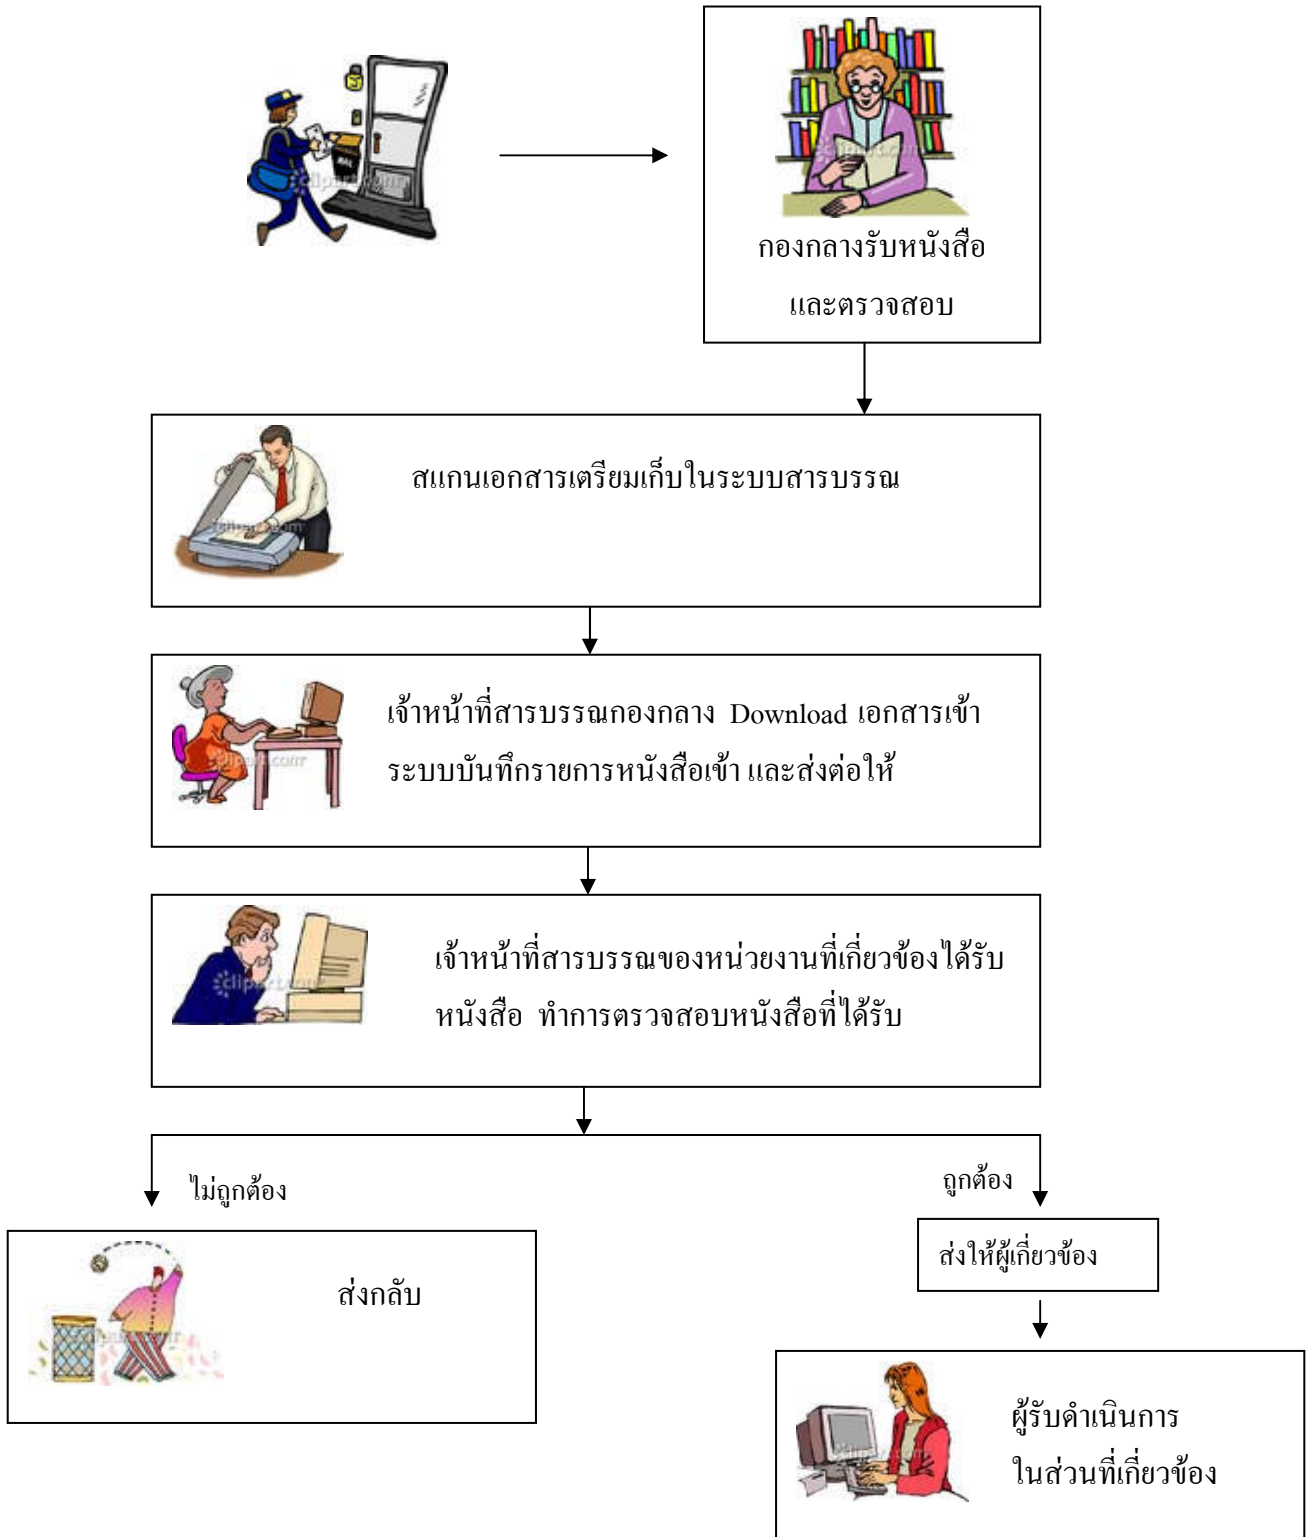 กองกลางรับหนังสือ
และตรวจสอบ
สแกนเอกสารเตรียมเก็บในระบบสารบรรณ
เจ้าหน้าที่สารบรรณกองกลาง Download เอกสารเข้า
ระบบบันทึกรายการหนังสือเข้า และส่งต่อให้
เจ้าหน้าที่สารบรรณของหน่วยงานที่เกี่ยวข้องได้รับ
หนังสือ ทำการตรวจสอบหนังสือที่ได้รับ
ไม่ถูกต้อง
ถูกต้อง
ส่งกลับ
ส่งให้ผู้เกี่ยวข้อง
ผู้รับดำเนินการ
ในส่วนที่เกี่ยวข้อง